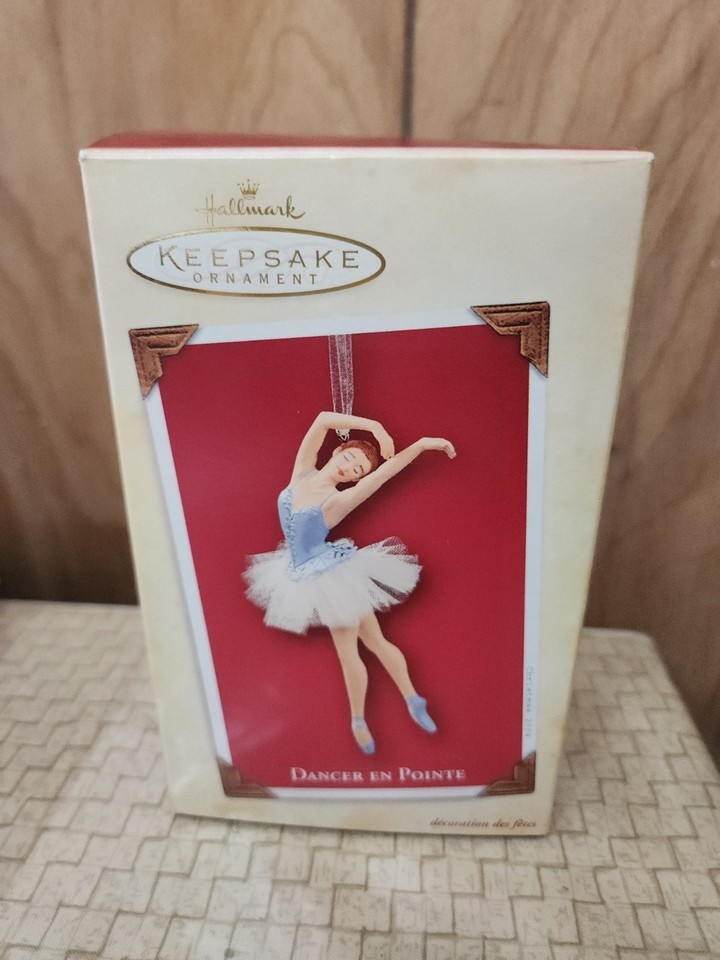 Hallmark
KEEPSAKE
ORNAMENT
DANCER EN POINTE
décoration des fêtes